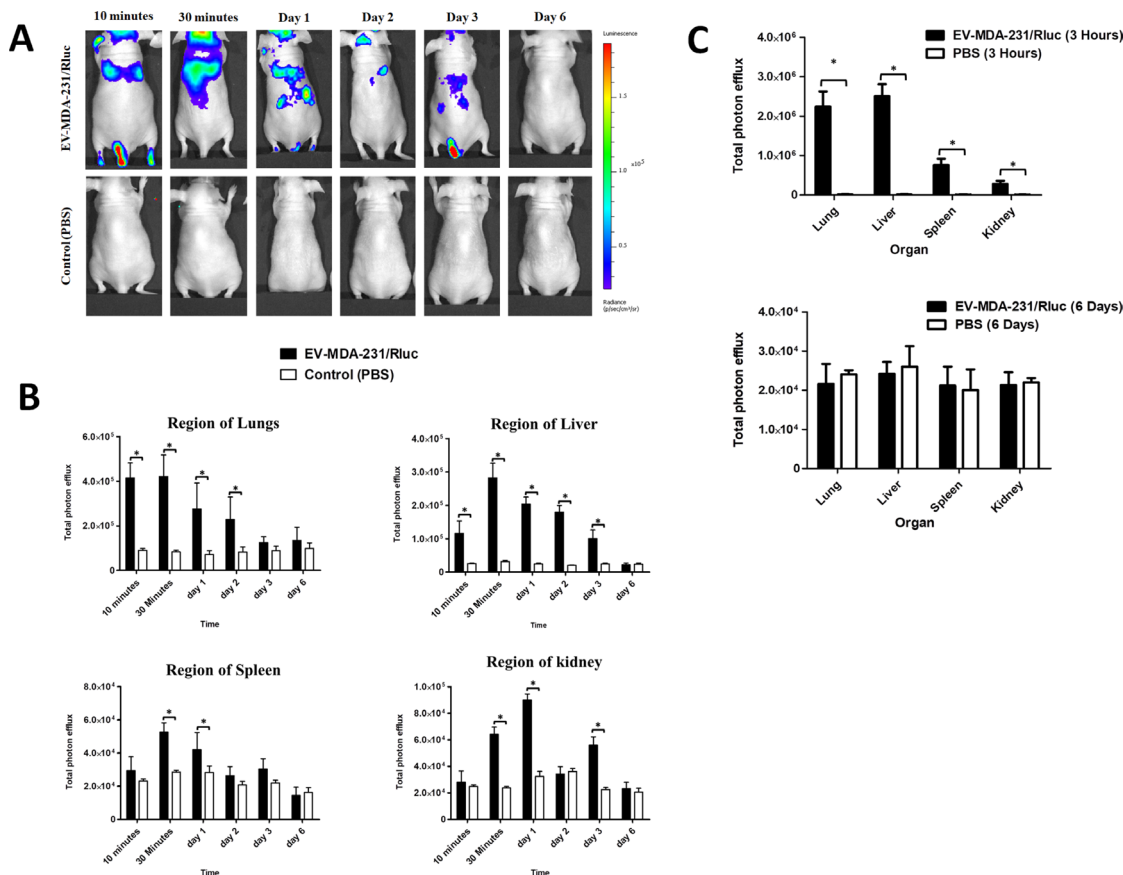 A
10 minutes
30 minutes
Day 1
Day 2
Day 3
Day 6
EV-MDA-231/Rluc
Control (PBS)
Luminescence
1.5
1.0
×10⁵
0.5
Radiance
(p/sec/cm²/sr)
EV-MDA-231/Rluc
Control (PBS)
B
Region of Lungs
Total photon efflux
6.0×10⁵
4.0×10⁵
2.0×10⁵
0
* * * *
10 minutes
30 Minutes
day 1
day 2
day 3
day 6
Time
Region of Liver
Total photon efflux
4.0×10⁵
3.0×10⁵
2.0×10⁵
1.0×10⁵
0
* * * * *
10 minutes
30 Minutes
day 1
day 2
day 3
day 6
Time
Region of Spleen
Total photon efflux
8.0×10⁴
6.0×10⁴
4.0×10⁴
2.0×10⁴
0
* *
10 minutes
30 Minutes
day 1
day 2
day 3
day 6
Time
Region of kidney
Total photon efflux
1.0×10⁵
8.0×10⁴
6.0×10⁴
4.0×10⁴
2.0×10⁴
0
* * *
10 minutes
30 Minutes
day 1
day 2
day 3
day 6
Time
C
EV-MDA-231/Rluc (3 Hours)
PBS (3 Hours)
Total photon efflux
4.0×10⁶
3.0×10⁶
2.0×10⁶
1.0×10⁶
0
* * * *
Lung
Liver
Spleen
Kidney
Organ
EV-MDA-231/Rluc (6 Days)
PBS (6 Days)
Total photon efflux
4.0×10⁴
3.0×10⁴
2.0×10⁴
1.0×10⁴
0
Lung
Liver
Spleen
Kidney
Organ